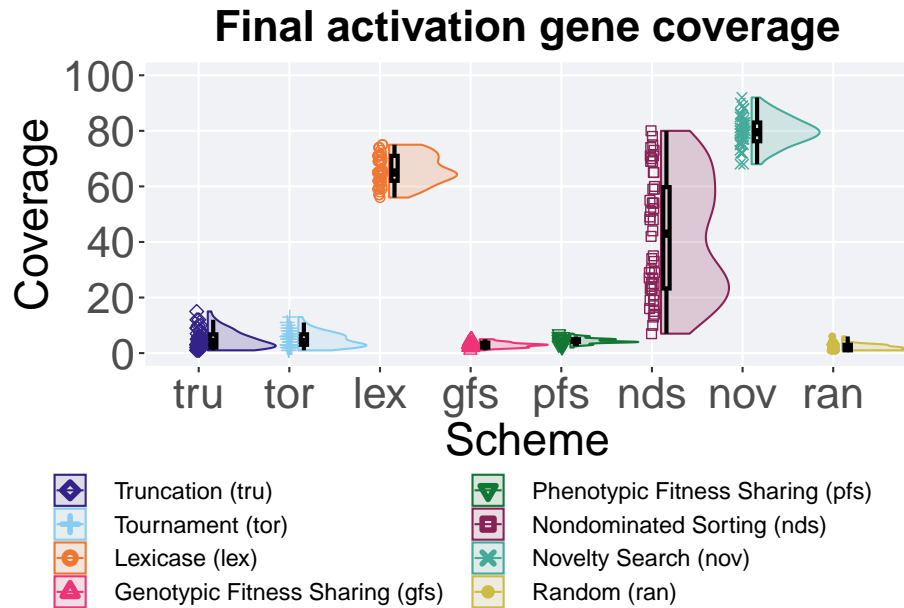 Final activation gene coverage
Coverage
100
80
60
40
20
0
tru tor lex gfs pfs nds nov ran
Scheme
Truncation (tru)
Tournament (tor)
Lexicase (lex)
Genotypic Fitness Sharing (gfs)
Phenotypic Fitness Sharing (pfs)
Nondominated Sorting (nds)
Novelty Search (nov)
Random (ran)